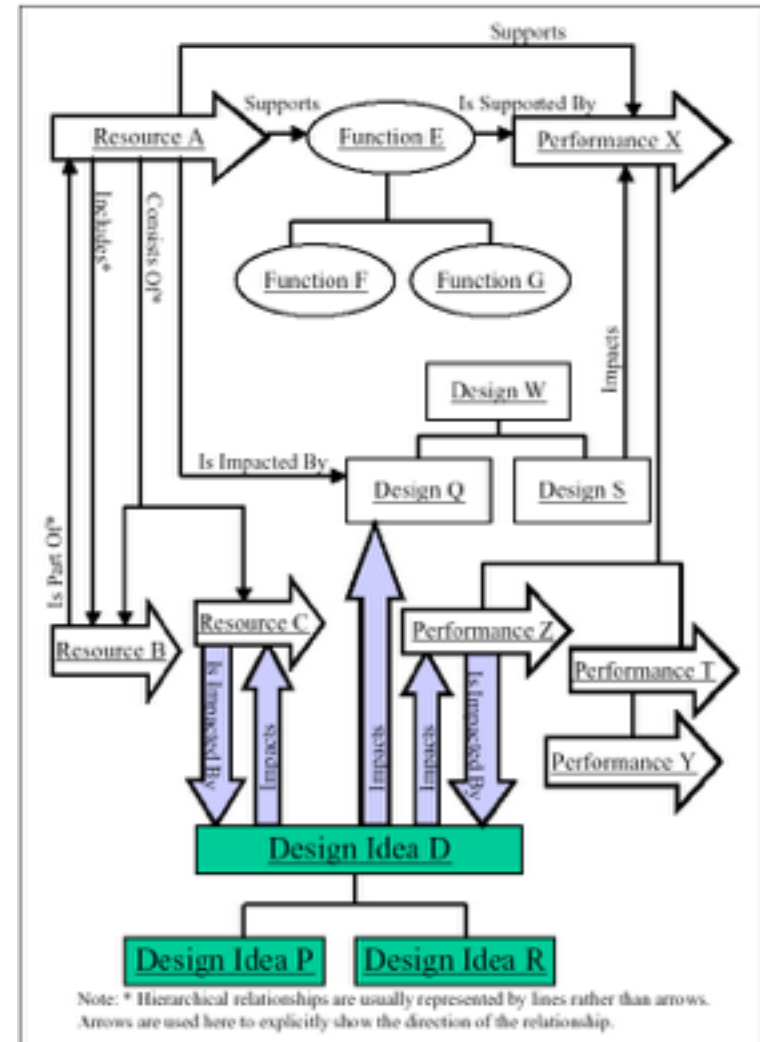 Supports
Supports
Is Supported By
Resource A
Function E
Performance X
Includes*
Consists Of*
Function F
Function G
Impacts
Design W
Is Impacted By
Design Q
Design S
Is Part Of*
Resource C
Performance Z
Resource B
Performance T
Is Impacted By
Impacts
Impacts
Impacts
Is Impacted By
Performance Y
Design Idea D
Design Idea P
Design Idea R
Note: * Hierarchical relationships are usually represented by lines rather than arrows.
Arrows are used here to explicitly show the direction of the relationship.